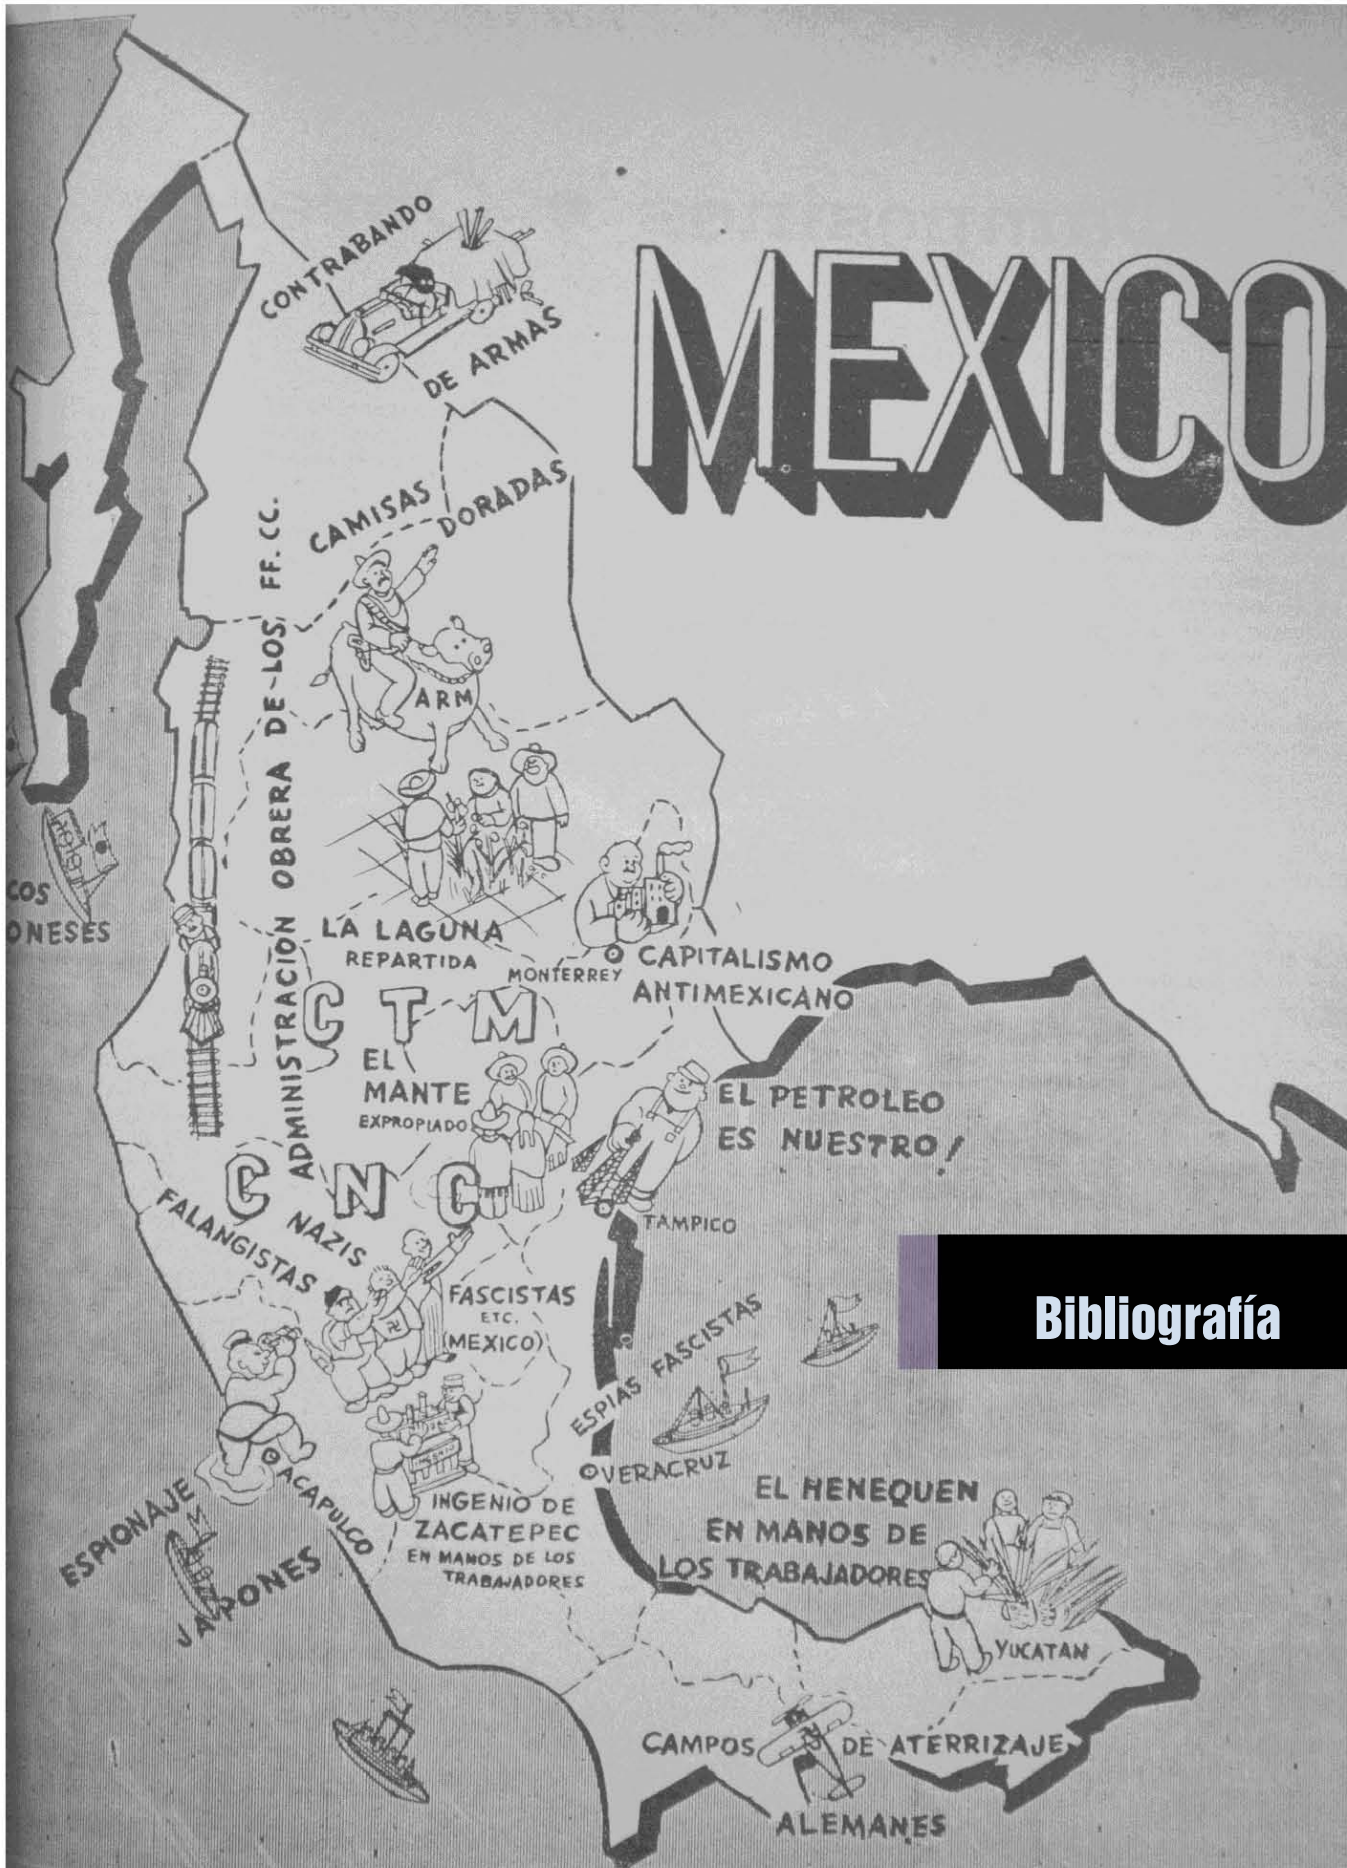 MEXICO
CONTRABANDO
DE ARMAS
CAMISAS
DORADAS
ARM
ADMINISTRACION OBRERA DE LOS FF. CC.
COS
ONESES
LA LAGUNA
REPARTIDA
MONTERREY
CAPITALISMO
ANTIMEXICANO
C T M
EL
MANTE
EXPROPIADO
EL PETROLEO
ES NUESTRO!
TAMPICO
C N C
FALANGISTAS
NAZIS
FASCISTAS
ETC.
(MEXICO)
Bibliografía
ESPIAS FASCISTAS
VERACRUZ
ACAPULCO
ESPIONAJE
JAPONES
INGENIO DE
ZACATEPEC
EN MANOS DE LOS
TRABAJADORES
EL HENEQUEN
EN MANOS DE
LOS TRABAJADORES
YUCATAN
CAMPOS DE ATERRIZAJE
ALEMANES